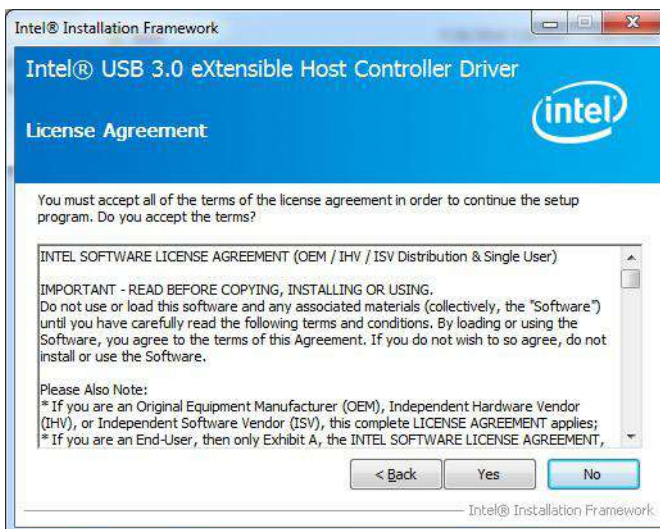 Intel® Installation Framework
Intel® USB 3.0 eXtensible Host Controller Driver
intel
License Agreement
You must accept all of the terms of the license agreement in order to continue the setup
program. Do you accept the terms?
INTEL SOFTWARE LICENSE AGREEMENT (OEM / IHV / ISV Distribution & Single User)
IMPORTANT - READ BEFORE COPYING, INSTALLING OR USING.
Do not use or load this software and any associated materials (collectively, the "Software")
until you have carefully read the following terms and conditions. By loading or using the
Software, you agree to the terms of this Agreement. If you do not wish to so agree, do not
install or use the Software.
Please Also Note:
* If you are an Original Equipment Manufacturer (OEM), Independent Hardware Vendor
(IHV), or Independent Software Vendor (ISV), this complete LICENSE AGREEMENT applies;
* If you are an End-User, then only Exhibit A, the INTEL SOFTWARE LICENSE AGREEMENT,
< Back Yes No
Intel® Installation Framework